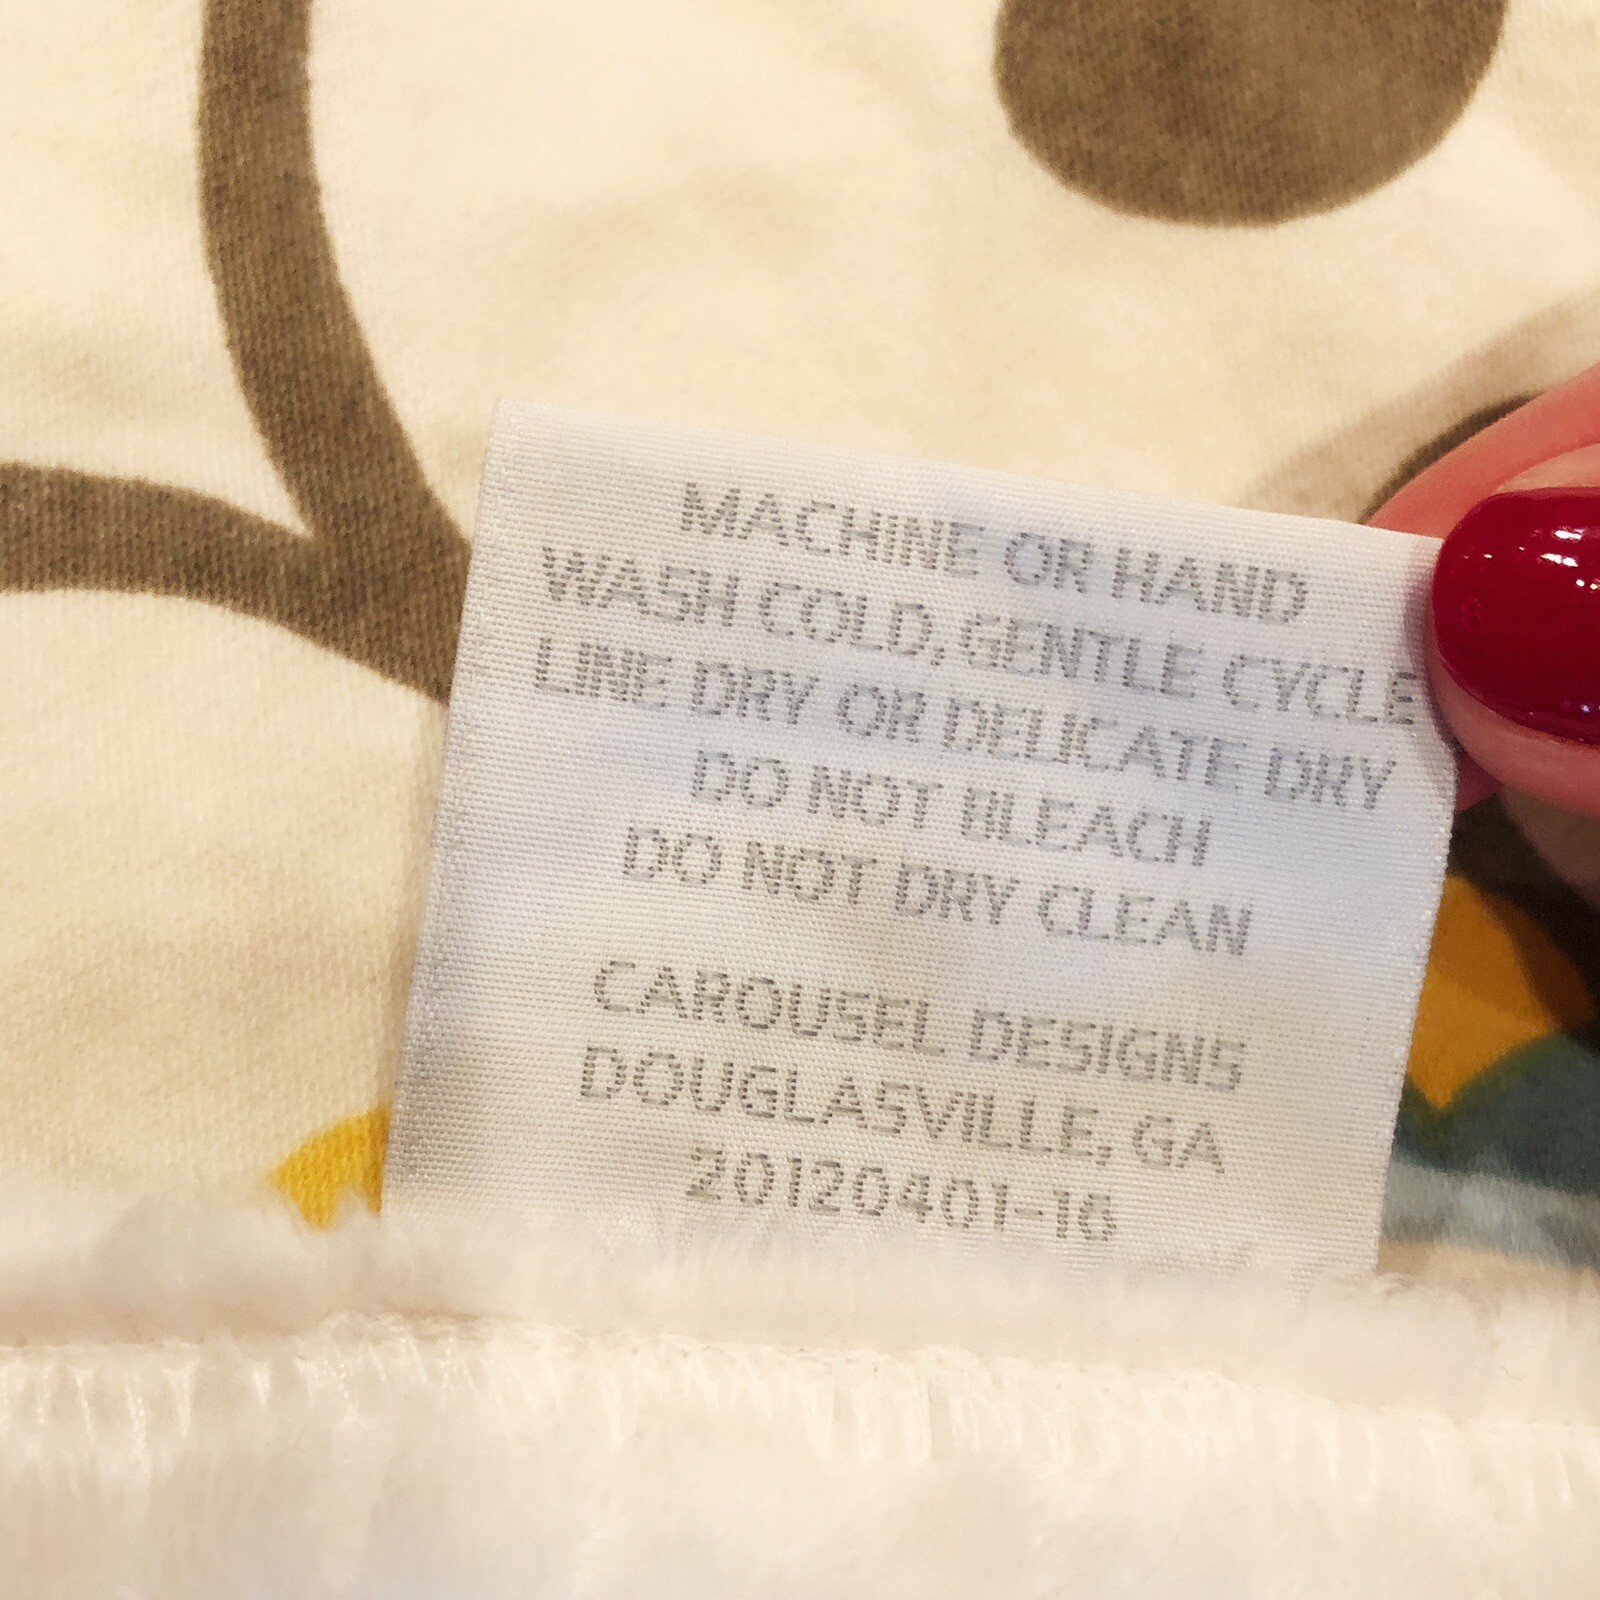 MACHINE OR HAND
WASH COLD, GENTLE CYCLE
LINE DRY OR DELICATE DRY
DO NOT BLEACH
DO NOT DRY CLEAN
CAROUSEL DESIGNS
DOUGLASVILLE, GA
20120401-16